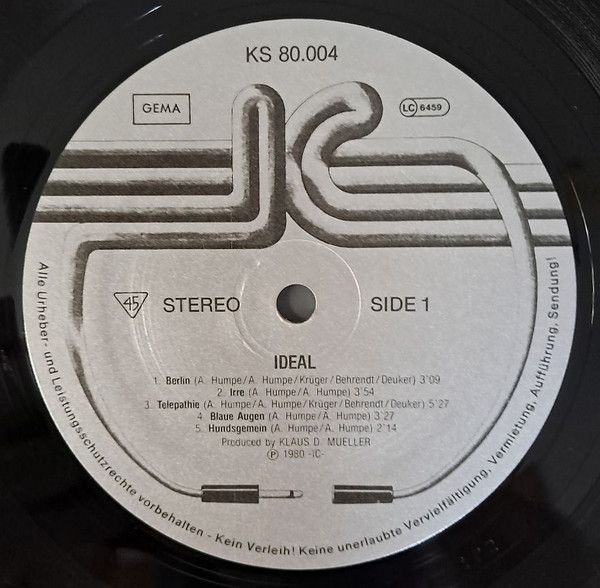 KS 80.004
GEMA
LC 6459
IC
45
STEREO
SIDE 1
IDEAL
1. Berlin (A. Humpe/A. Humpe/Krüger/Behrendt/Deuker) 3'09
2. Irre (A. Humpe/A. Humpe) 3'54
3. Telepathie (A. Humpe/A. Humpe/Krüger/Behrendt/Deuker) 5'27
4. Blaue Augen (A. Humpe/A. Humpe) 3'27
5. Hundsgemein (A. Humpe/A. Humpe) 2'14
Produced by KLAUS D. MUELLER
℗ 1980 -IC-
Alle Urheber- und Leistungsschutzrechte vorbehalten - Kein Verleih! Keine unerlaubte Vervielfältigung, Vermietung, Aufführung, Sendung!